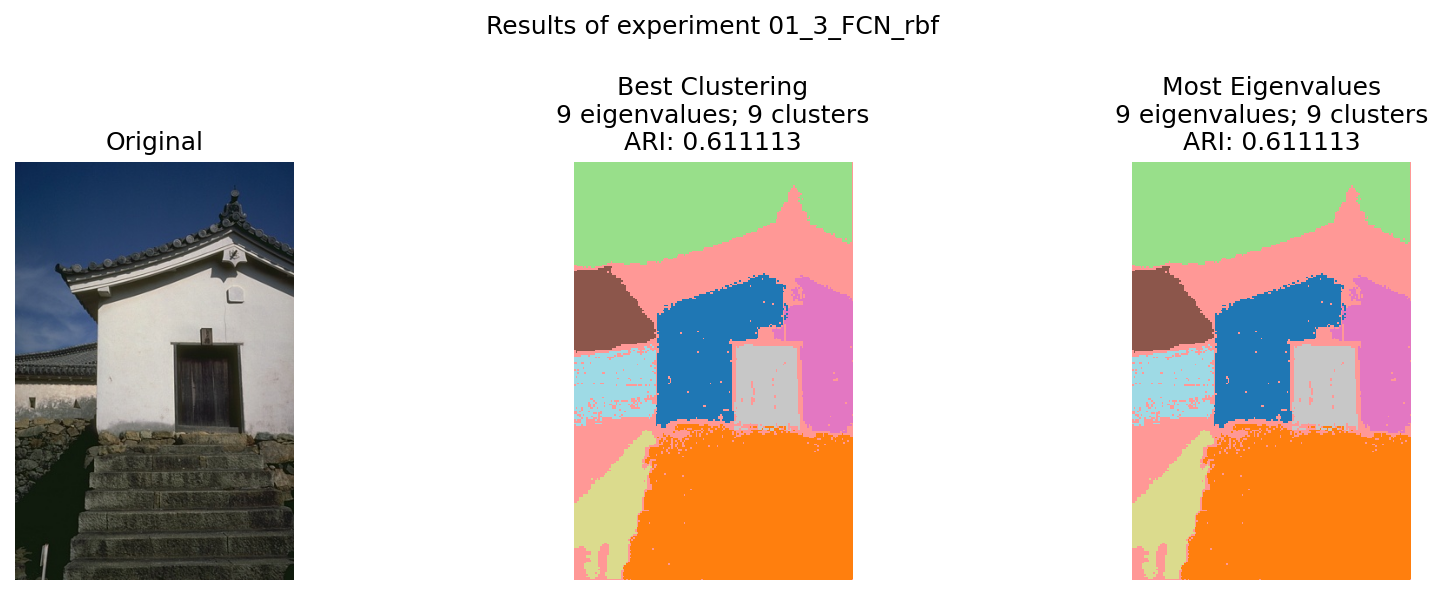 Results of experiment 01_3_FCN_rbf
Original
Best Clustering
9 eigenvalues; 9 clusters
ARI: 0.611113
Most Eigenvalues
9 eigenvalues; 9 clusters
ARI: 0.611113